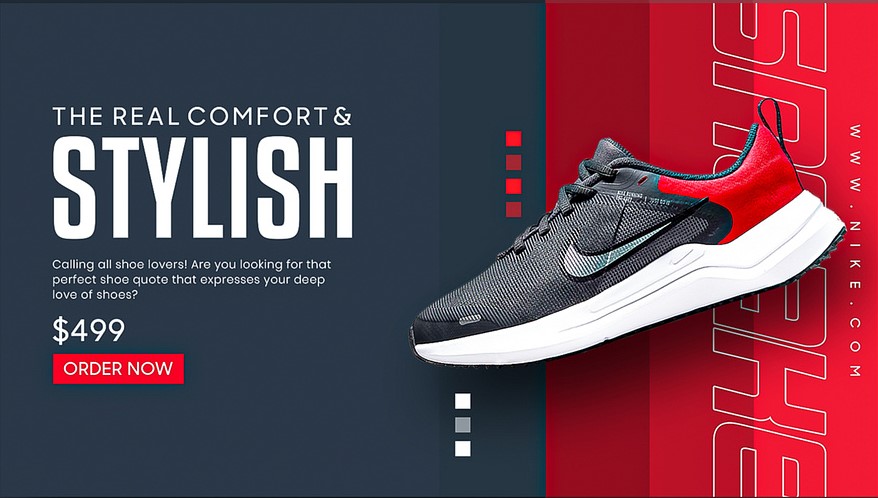 THE REAL COMFORT &
STYLISH
Calling all shoe lovers! Are you looking for that
perfect shoe quote that expresses your deep
love of shoes?
$499
ORDER NOW
WWW.NIKE.COM